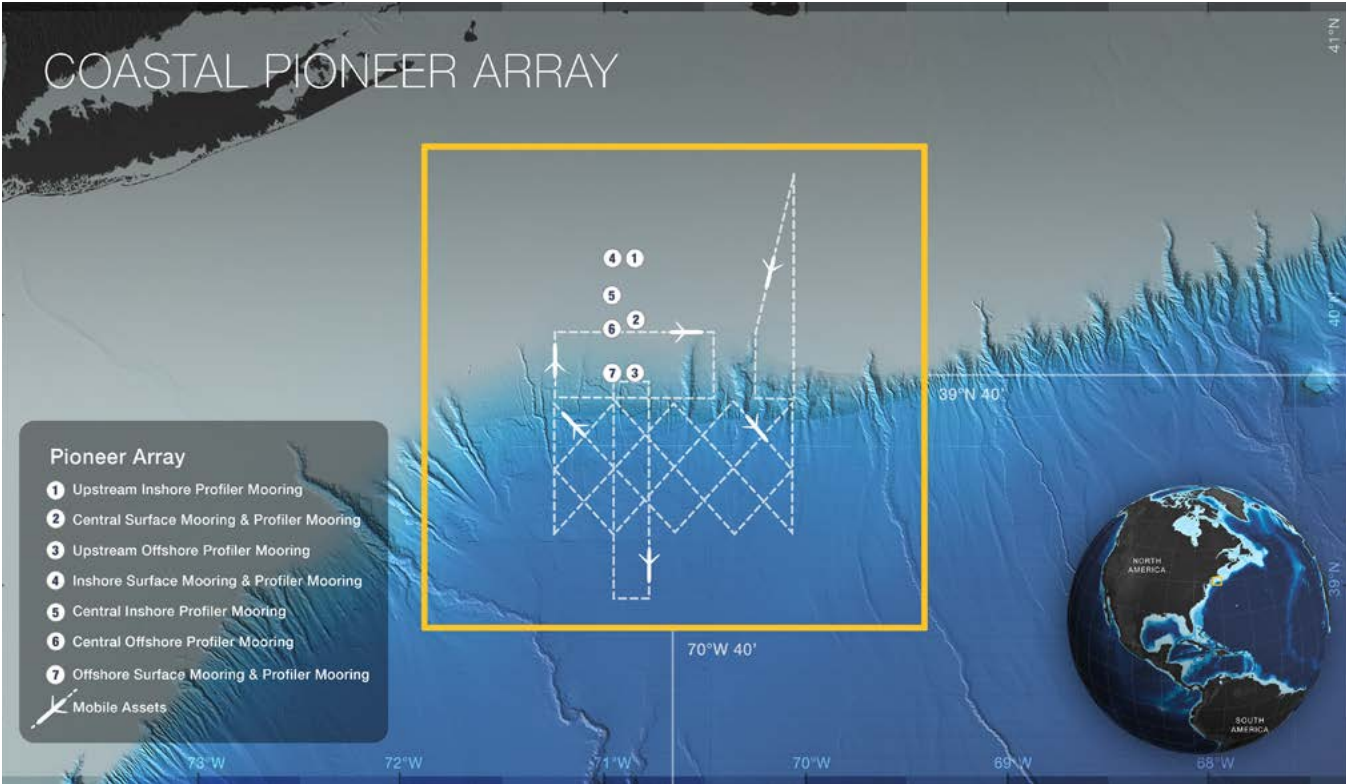 COASTAL PIONEER ARRAY
41°N
4 1
5
2
6
40°N
7 3
39°N 40'
Pioneer Array
1 Upstream Inshore Profiler Mooring
2 Central Surface Mooring & Profiler Mooring
3 Upstream Offshore Profiler Mooring
4 Inshore Surface Mooring & Profiler Mooring
5 Central Inshore Profiler Mooring
6 Central Offshore Profiler Mooring
7 Offshore Surface Mooring & Profiler Mooring
Mobile Assets
NORTH
AMERICA
39°N
70°W 40'
SOUTH
AMERICA
73°W 72°W 71°W 70°W 69°W 68°W